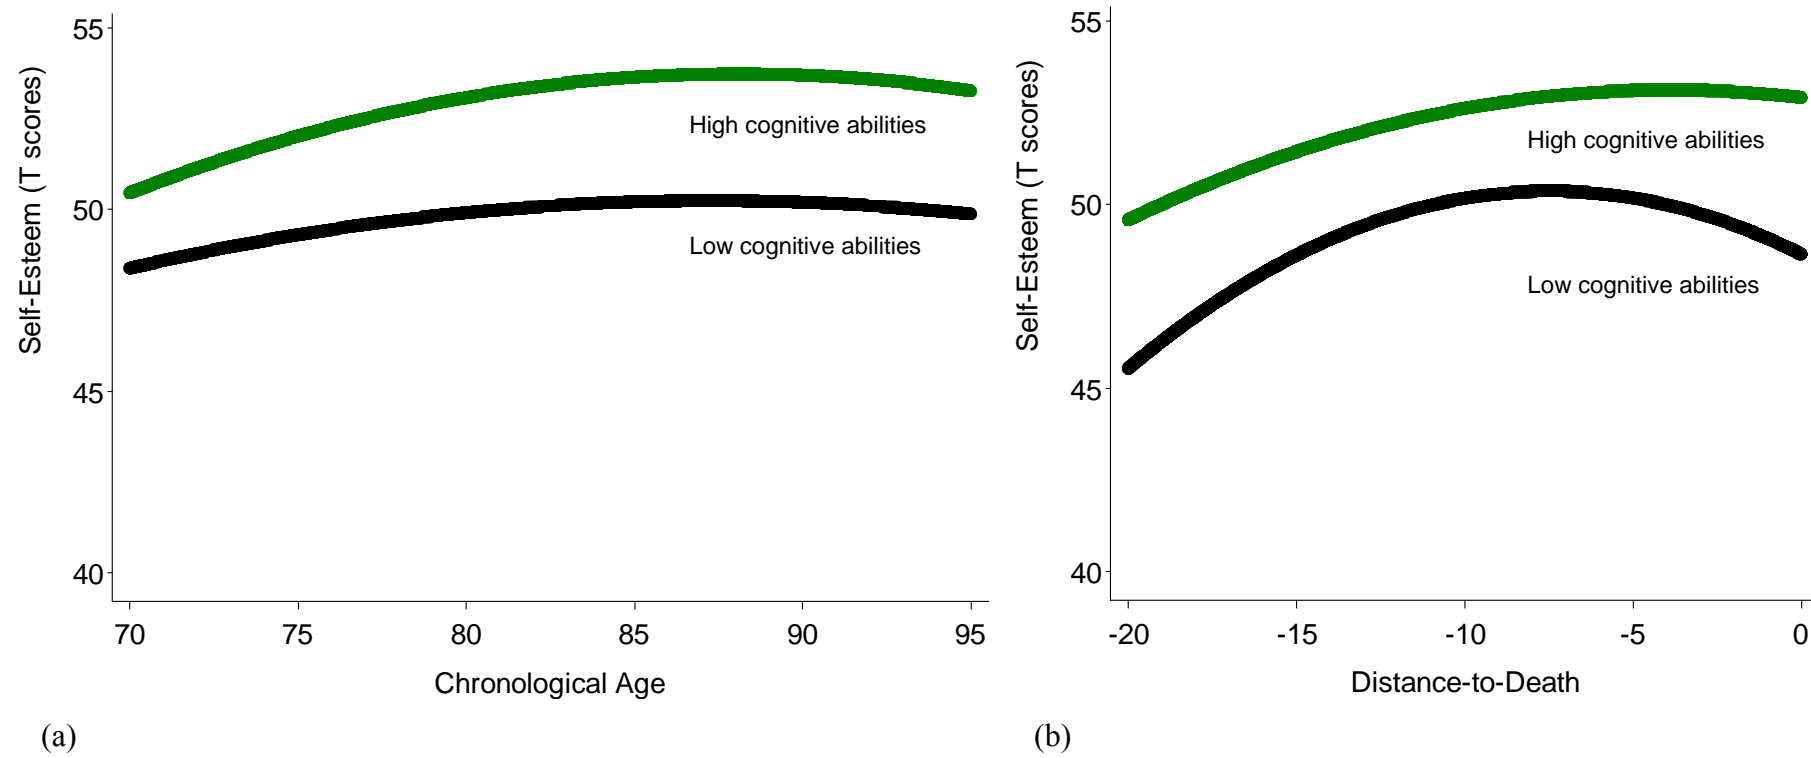 Self-Esteem (T scores)
55
50
45
40
High cognitive abilities
Low cognitive abilities
70 75 80 85 90 95
Chronological Age
(a)
Self-Esteem (T scores)
55
50
45
40
High cognitive abilities
Low cognitive abilities
-20 -15 -10 -5 0
Distance-to-Death
(b)